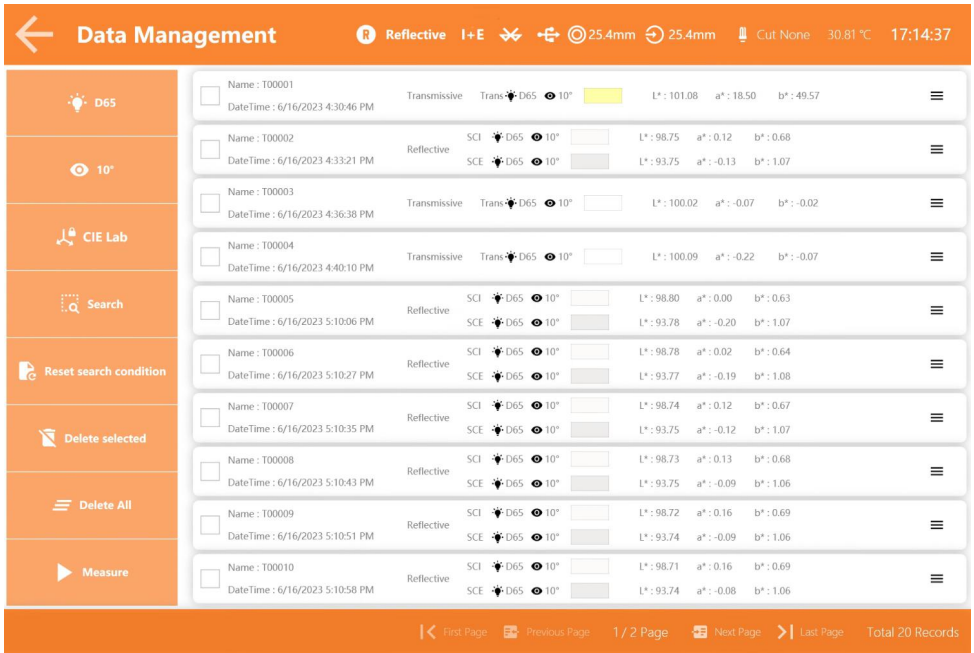 Data Management R Reflective I+E 25.4mm 25.4mm Cut None 30.81 °C 17:14:37
D65
10°
CIE Lab
Search
Reset search condition
Delete selected
Delete All
Measure
Name : T00001
DateTime : 6/16/2023 4:30:46 PM
Transmissive Trans D65 10° L* : 101.08 a* : 18.50 b* : 49.57
Name : T00002
DateTime : 6/16/2023 4:33:21 PM
Reflective
SCI D65 10° L* : 98.75 a* : 0.12 b* : 0.68
SCE D65 10° L* : 93.75 a* : -0.13 b* : 1.07
Name : T00003
DateTime : 6/16/2023 4:36:38 PM
Transmissive Trans D65 10° L* : 100.02 a* : -0.07 b* : -0.02
Name : T00004
DateTime : 6/16/2023 4:40:10 PM
Transmissive Trans D65 10° L* : 100.09 a* : -0.22 b* : -0.07
Name : T00005
DateTime : 6/16/2023 5:10:06 PM
Reflective
SCI D65 10° L* : 98.80 a* : 0.00 b* : 0.63
SCE D65 10° L* : 93.78 a* : -0.20 b* : 1.07
Name : T00006
DateTime : 6/16/2023 5:10:27 PM
Reflective
SCI D65 10° L* : 98.78 a* : 0.02 b* : 0.64
SCE D65 10° L* : 93.77 a* : -0.19 b* : 1.08
Name : T00007
DateTime : 6/16/2023 5:10:35 PM
Reflective
SCI D65 10° L* : 98.74 a* : 0.12 b* : 0.67
SCE D65 10° L* : 93.75 a* : -0.12 b* : 1.07
Name : T00008
DateTime : 6/16/2023 5:10:43 PM
Reflective
SCI D65 10° L* : 98.73 a* : 0.13 b* : 0.68
SCE D65 10° L* : 93.75 a* : -0.09 b* : 1.06
Name : T00009
DateTime : 6/16/2023 5:10:51 PM
Reflective
SCI D65 10° L* : 98.72 a* : 0.16 b* : 0.69
SCE D65 10° L* : 93.74 a* : -0.09 b* : 1.06
Name : T00010
DateTime : 6/16/2023 5:10:58 PM
Reflective
SCI D65 10° L* : 98.71 a* : 0.16 b* : 0.69
SCE D65 10° L* : 93.74 a* : -0.08 b* : 1.06
First Page Previous Page 1 / 2 Page Next Page Last Page Total 20 Records